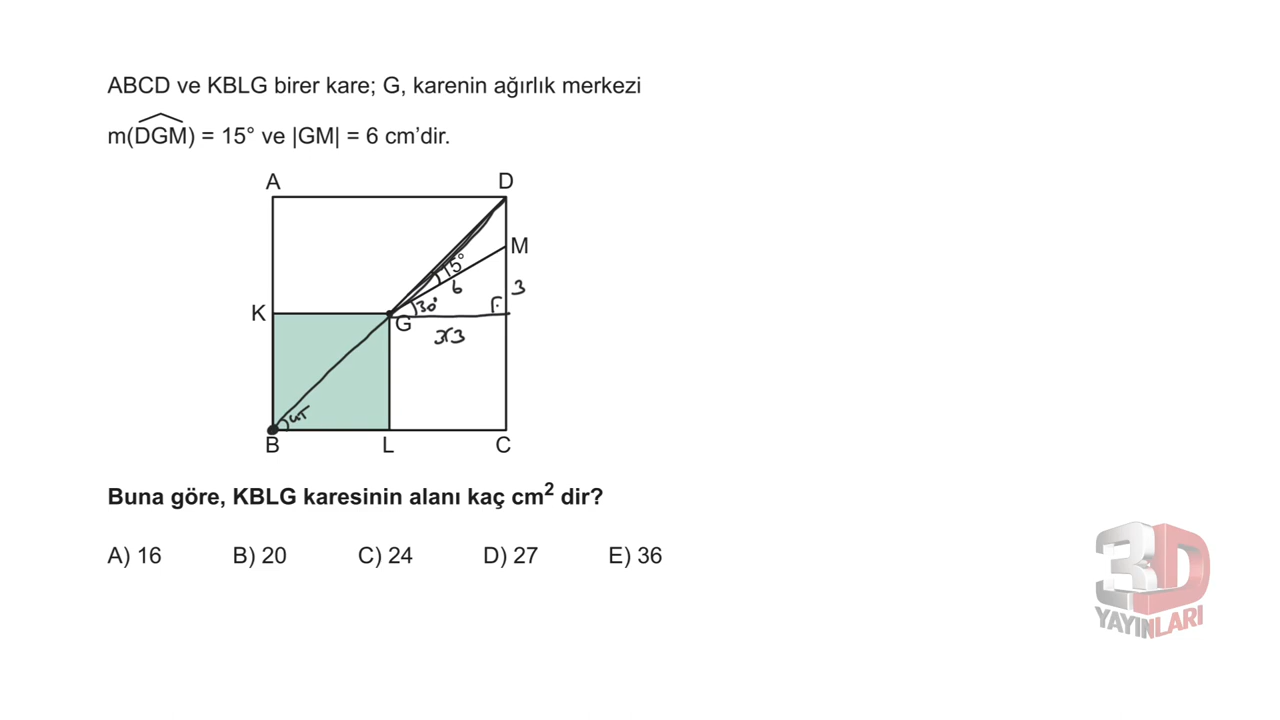 ABCD ve KBLG birer kare; G, karenin ağırlık merkezi
m(DGM) = 15° ve |GM| = 6 cm'dir.
A
D
M
15°
6
3
30°
K
G
3√3
45
B
L
C
Buna göre, KBLG karesinin alanı kaç cm² dir?
A) 16 B) 20 C) 24 D) 27 E) 36
3D
YAYINLARI